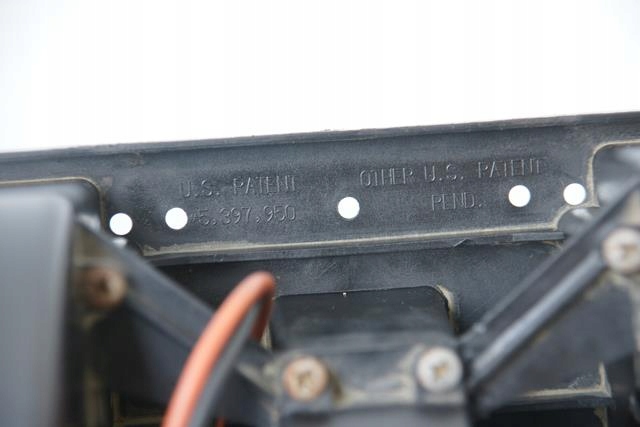 U.S. PATENT
5,397,950
OTHER U.S. PATENT
PEND.